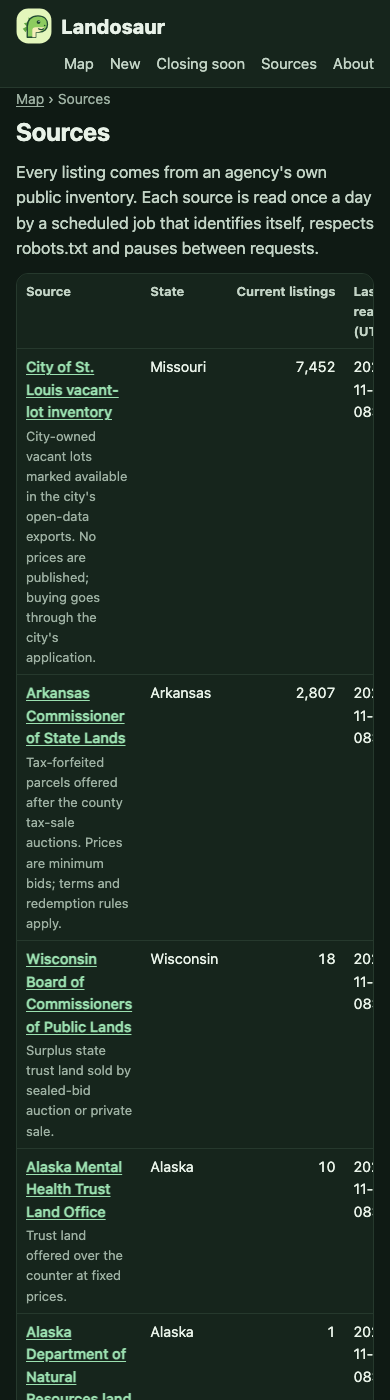 Landosaur
Map New Closing soon Sources About
Map › Sources
Sources
Every listing comes from an agency's own
public inventory. Each source is read once a day
by a scheduled job that identifies itself, respects
robots.txt and pauses between requests.
Source State Current listings
City of St. Louis vacant-lot inventory Missouri 7,452
City-owned
vacant lots
marked available
in the city's
open-data
exports. No
prices are
published;
buying goes
through the
city's
application.
Arkansas Commissioner of State Lands Arkansas 2,807
Tax-forfeited
parcels offered
after the county
tax-sale
auctions. Prices
are minimum
bids; terms and
redemption rules
apply.
Wisconsin Board of Commissioners of Public Lands Wisconsin 18
Surplus state
trust land sold by
sealed-bid
auction or private
sale.
Alaska Mental Health Trust Land Office Alaska 10
Trust land
offered over the
counter at fixed
prices.
Alaska Department of Natural Resources land Alaska 1